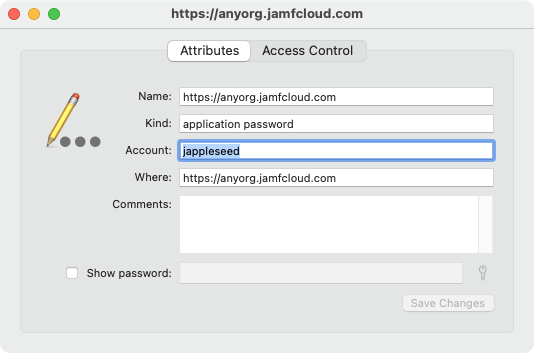 https://anyorg.jamfcloud.com
Attributes Access Control
Name: https://anyorg.jamfcloud.com
Kind: application password
Account: jappleseed
Where: https://anyorg.jamfcloud.com
Comments:
Show password:
Save Changes